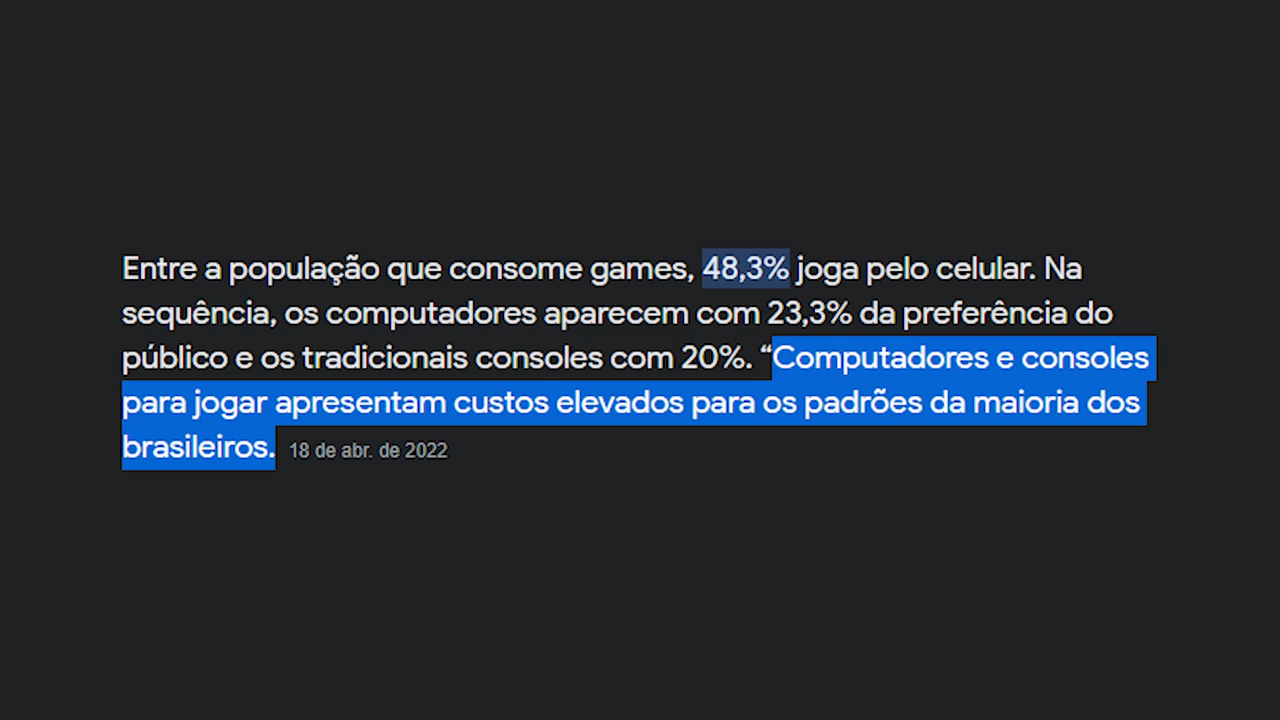 Entre a população que consome games, 48,3% joga pelo celular. Na
sequência, os computadores aparecem com 23,3% da preferência do
público e os tradicionais consoles com 20%. “Computadores e consoles
para jogar apresentam custos elevados para os padrões da maioria dos
brasileiros. 18 de abr. de 2022